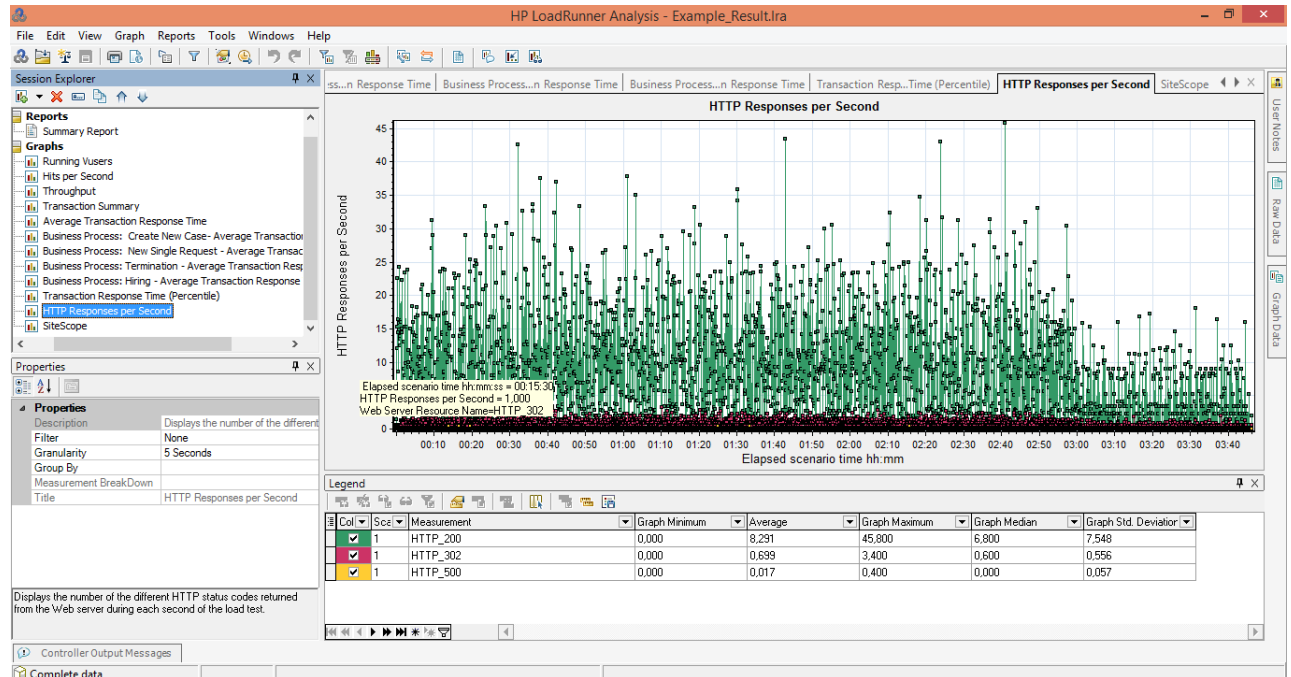 HP LoadRunner Analysis - Example_Result.lra
File Edit View Graph Reports Tools Windows Help
Session Explorer
Reports
Summary Report
Graphs
Running Vusers
Hits per Second
Throughput
Transaction Summary
Average Transaction Response Time
Business Process: Create New Case- Average Transaction
Business Process: New Single Request - Average Transac
Business Process: Termination - Average Transaction Resp
Business Process: Hiring - Average Transaction Response
Transaction Response Time (Percentile)
HTTP Responses per Second
SiteScope
Properties
Properties
Description Displays the number of the different
Filter None
Granularity 5 Seconds
Group By
Measurement BreakDown
Title HTTP Responses per Second
Displays the number of the different HTTP status codes returned
from the Web server during each second of the load test.
ss...n Response Time Business Process...n Response Time Business Process...n Response Time Transaction Resp...Time (Percentile) HTTP Responses per Second SiteScope
HTTP Responses per Second
HTTP Responses per Second
45
40
35
30
25
20
15
10
0
Elapsed scenario time hh:mm:ss = 00:15:30
HTTP Responses per Second = 1,000
Web Server Resource Name=HTTP_302
00:10 00:20 00:30 00:40 00:50 01:00 01:10 01:20 01:30 01:40 01:50 02:00 02:10 02:20 02:30 02:40 02:50 03:00 03:10 03:20 03:30 03:40
Elapsed scenario time hh:mm
User Notes
Raw Data
Graph Data
Legend
Col Sca Measurement Graph Minimum Average Graph Maximum Graph Median Graph Std. Deviation
1 HTTP_200 0,000 8,291 45,800 6,800 7,548
1 HTTP_302 0,000 0,699 3,400 0,600 0,556
1 HTTP_500 0,000 0,017 0,400 0,000 0,057
Controller Output Messages
Complete data